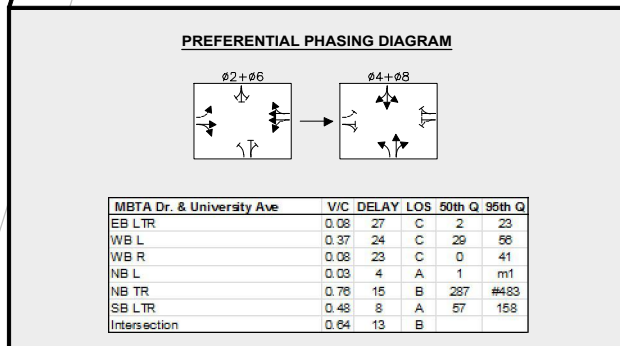 PREFERENTIAL PHASING DIAGRAM
ø2+ø6 ø4+ø8
MBTA Dr. & University Ave V/C DELAY LOS 50th Q 95th Q
EB LTR 0.08 27 C 2 23
WB L 0.37 24 C 29 56
WB R 0.08 23 C 0 41
NB L 0.03 4 A 1 m1
NB TR 0.76 15 B 287 #483
SB LTR 0.48 8 A 57 158
Intersection 0.64 13 B